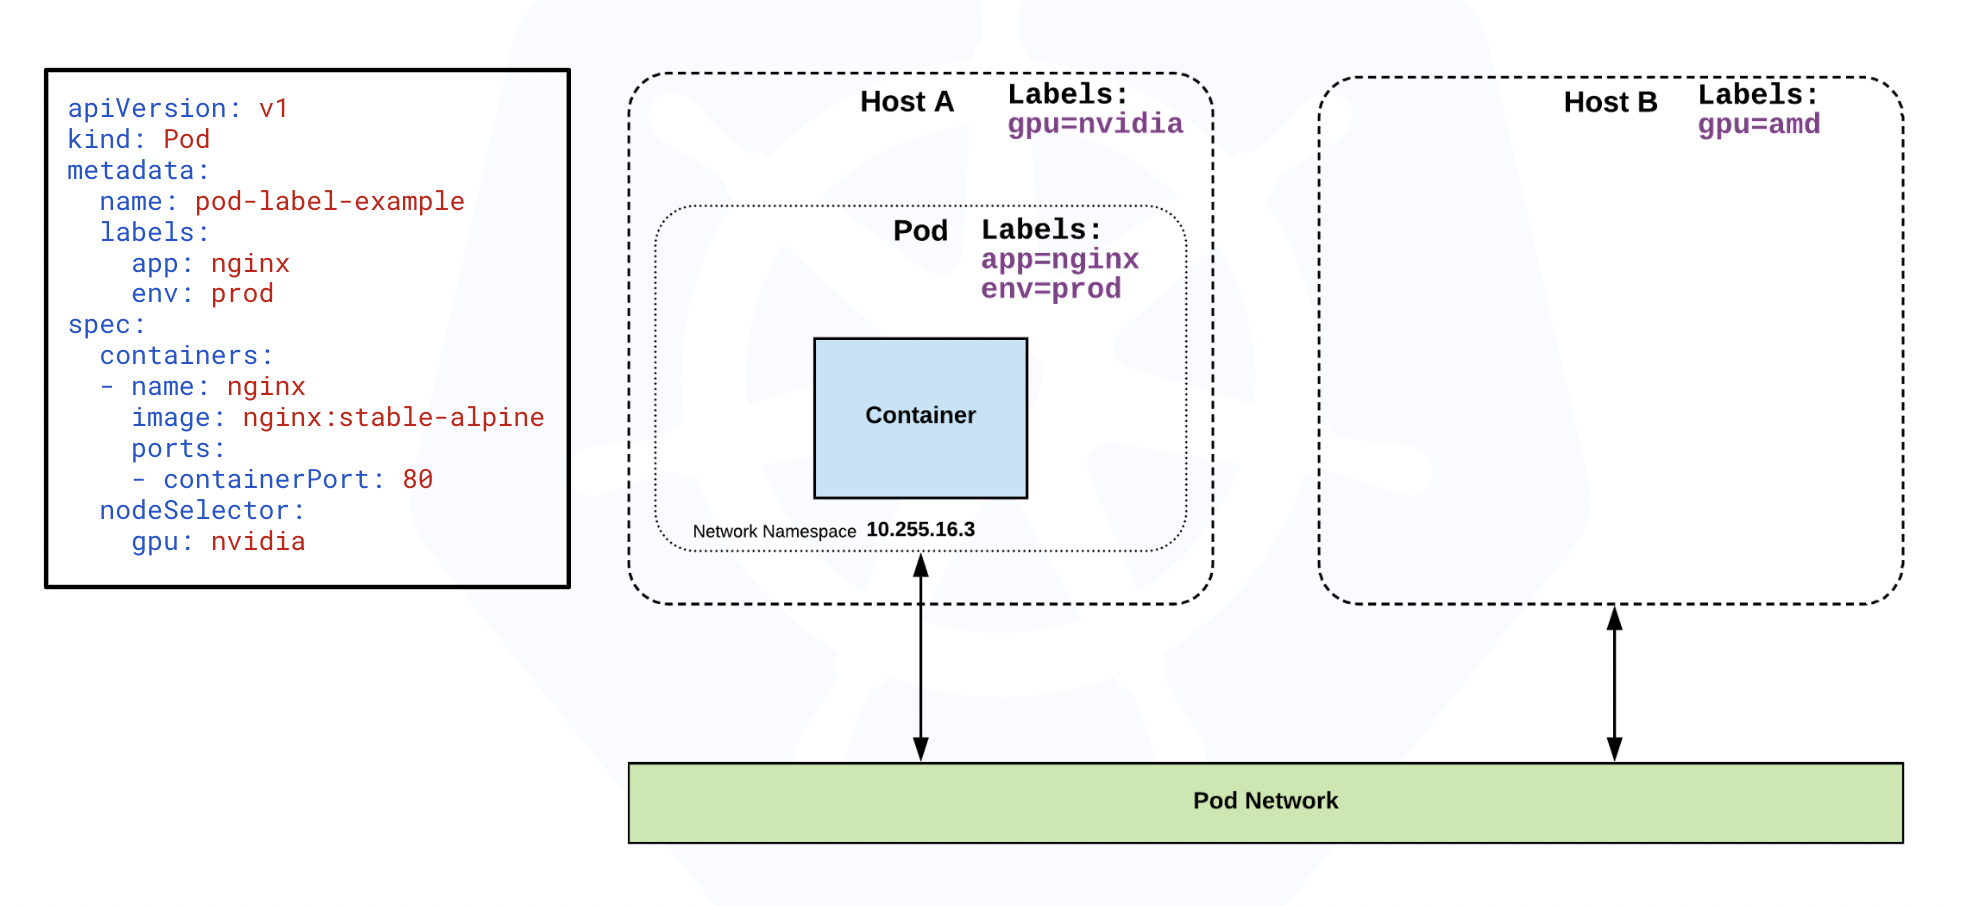 apiVersion: v1
kind: Pod
metadata:
  name: pod-label-example
  labels:
    app: nginx
    env: prod
spec:
  containers:
  - name: nginx
    image: nginx:stable-alpine
    ports:
    - containerPort: 80
  nodeSelector:
    gpu: nvidia
Host A
Labels:
gpu=nvidia
Pod
Labels:
app=nginx
env=prod
Container
Network Namespace 10.255.16.3
Host B
Labels:
gpu=amd
Pod Network